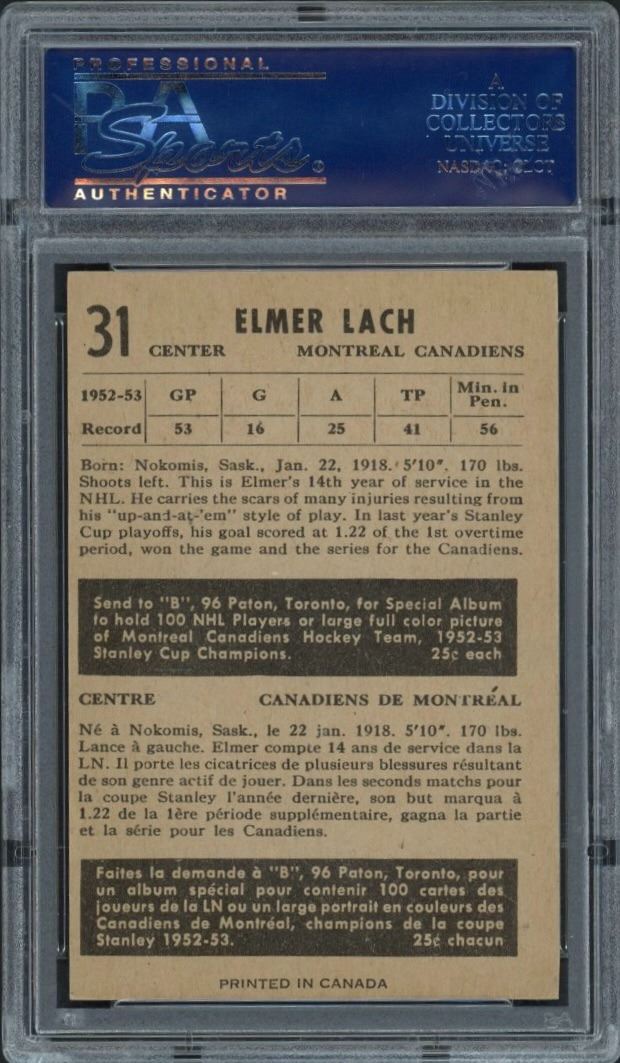 PROFESSIONAL
PSA
Sports
AUTHENTICATOR
A
DIVISION OF
COLLECTORS
UNIVERSE
NASDAQ: CLCT
31 ELMER LACH
CENTER MONTREAL CANADIENS
1952-53 GP G A TP Min. in Pen.
Record 53 16 25 41 56
Born: Nokomis, Sask., Jan. 22, 1918. 5'10". 170 lbs.
Shoots left. This is Elmer's 14th year of service in the
NHL. He carries the scars of many injuries resulting from
his "up-and-at-'em" style of play. In last year's Stanley
Cup playoffs, his goal scored at 1.22 of the 1st overtime
period, won the game and the series for the Canadiens.
Send to "B", 96 Paton, Toronto, for Special Album
to hold 100 NHL Players or large full color picture
of Montreal Canadiens Hockey Team, 1952-53
Stanley Cup Champions. 25¢ each
CENTRE CANADIENS DE MONTRÉAL
Né à Nokomis, Sask., le 22 jan. 1918. 5'10". 170 lbs.
Lance à gauche. Elmer compte 14 ans de service dans la
LN. Il porte les cicatrices de plusieurs blessures résultant
de son genre actif de jouer. Dans les seconds matchs pour
la coupe Stanley l'année dernière, son but marqua à
1.22 de la 1ère période supplémentaire, gagna la partie
et la série pour les Canadiens.
Faites la demande à "B", 96 Paton, Toronto, pour
un album spécial pour contenir 100 cartes des
joueurs de la LN ou un large portrait en couleurs des
Canadiens de Montréal, champions de la coupe
Stanley 1952-53. 25¢ chacun
PRINTED IN CANADA